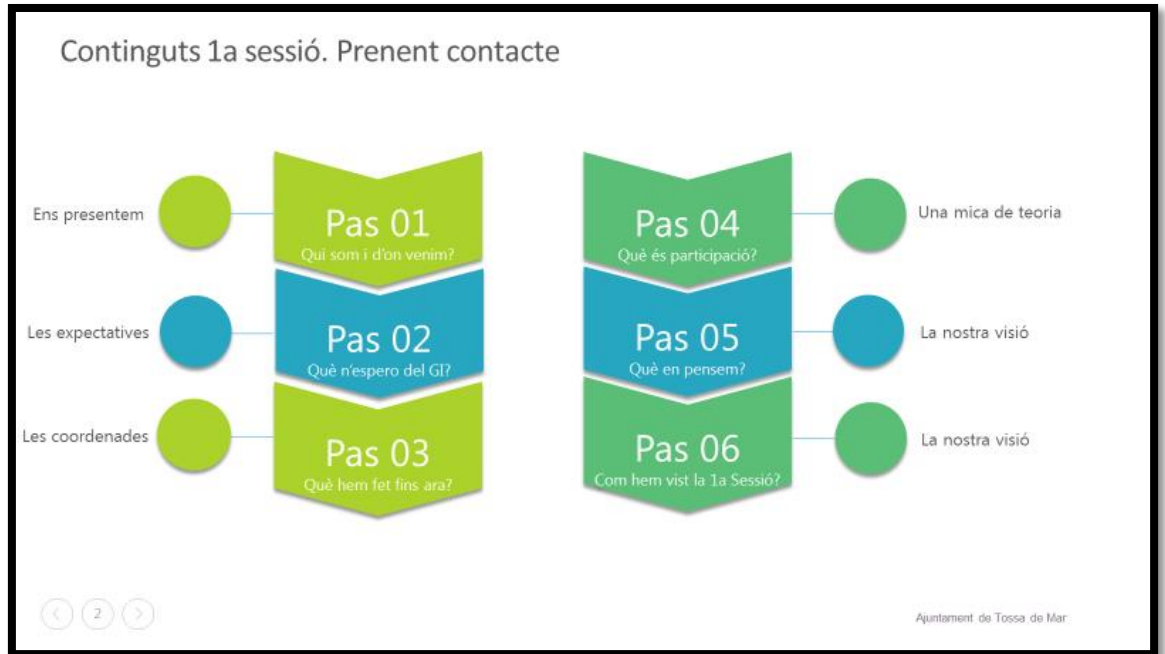 Continguts 1a sessió. Prenent contacte
Ens presentem
Pas 01
Qui som i d'on venim?
Les expectatives
Pas 02
Què n'espero del GI?
Les coordenades
Pas 03
Què hem fet fins ara?
Pas 04
Què és participació?
Una mica de teoria
Pas 05
Què en pensem?
La nostra visió
Pas 06
Com hem vist la 1a Sessió?
La nostra visió
2
Ajuntament de Tossa de Mar